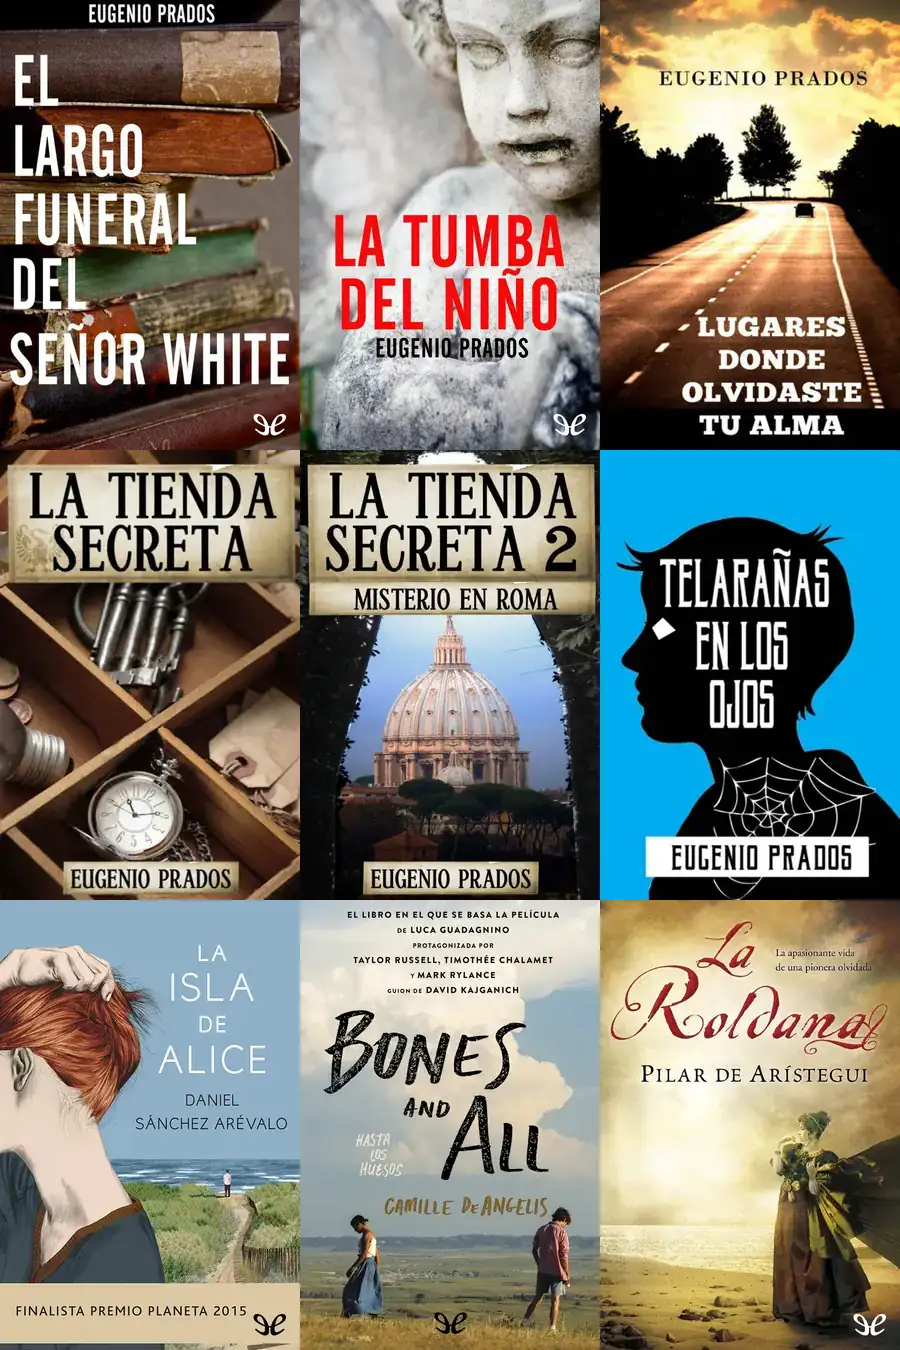 EUGENIO PRADOS
EL
LARGO
FUNERAL
DEL
SEÑOR WHITE
LA TUMBA
DEL NIÑO
EUGENIO PRADOS
EUGENIO PRADOS
LUGARES
DONDE
OLVIDASTE
TU ALMA
LA TIENDA
SECRETA
EUGENIO PRADOS
LA TIENDA
SECRETA 2
MISTERIO EN ROMA
EUGENIO PRADOS
TELARAÑAS
EN LOS
OJOS
EUGENIO PRADOS
LA
ISLA
DE
ALICE
DANIEL
SÁNCHEZ ARÉVALO
FINALISTA PREMIO PLANETA 2015
EL LIBRO EN EL QUE SE BASA LA PELÍCULA
DE LUCA GUADAGNINO
PROTAGONIZADA POR
TAYLOR RUSSELL, TIMOTHÉE CHALAMET
Y MARK RYLANCE
GUION DE DAVID KAJGANICH
BONES
AND
ALL
HASTA
LOS
HUESOS
CAMILLE DEANGELIS
La
Roldana
La apasionante vida
de una pionera olvidada
PILAR DE ARÍSTEGUI